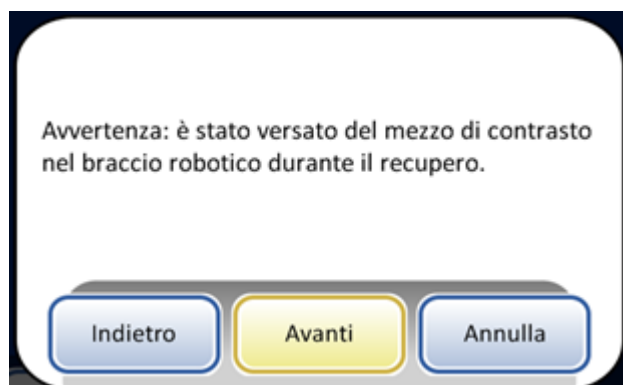 Avvertenza: è stato versato del mezzo di contrasto
nel braccio robotico durante il recupero.
Indietro
Avanti
Annulla